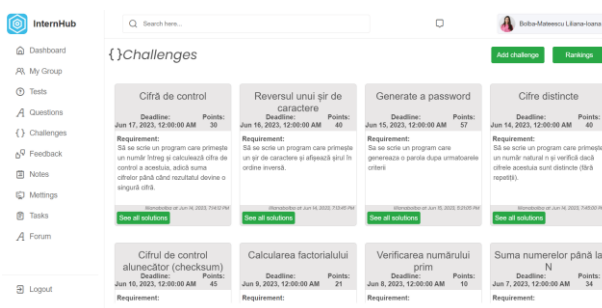 InternHub
Search here...
Bolba-Mateescu Liliana-Ioana
Dashboard
My Group
Tests
Questions
{} Challenges
Feedback
Notes
Mettings
Tasks
Forum
Logout
{}Challenges
Add challenge
Rankings
Cifră de control
Deadline: Points:
Jun 17, 2023, 12:00:00 AM 30
Requirement:
Să se scrie un program care primește
un număr întreg și calculează cifra de
control a acestuia, adică suma
cifrelor până când rezultatul devine o
singură cifră.
See all solutions
Reversul unui șir de
caractere
Deadline: Points:
Jun 16, 2023, 12:00:00 AM 40
Requirement:
Să se scrie un program care primește
un șir de caractere și afișează șirul în
ordine inversă.
See all solutions
Generate a password
Deadline: Points:
Jun 15, 2023, 12:00:00 AM 57
Requirement:
Sa se scrie un program care
genereaza o parola dupa urmatoarele
criterii
See all solutions
Cifre distincte
Deadline: Points:
Jun 14, 2023, 12:00:00 AM 40
Requirement:
Să se scrie un program care primește
un număr natural n și verifică dacă
cifrele acestuia sunt distincte (fără
repetiții).
See all solutions
Cifrul de control
alunecător (checksum)
Deadline: Points:
Jun 10, 2023, 12:00:00 AM 45
Requirement:
Calcularea factorialului
Deadline: Points:
Jun 9, 2023, 12:00:00 AM 21
Requirement:
Verificarea numărului
prim
Deadline: Points:
Jun 8, 2023, 12:00:00 AM 10
Requirement:
Suma numerelor până la
N
Deadline: Points:
Jun 7, 2023, 12:00:00 AM 34
Requirement: